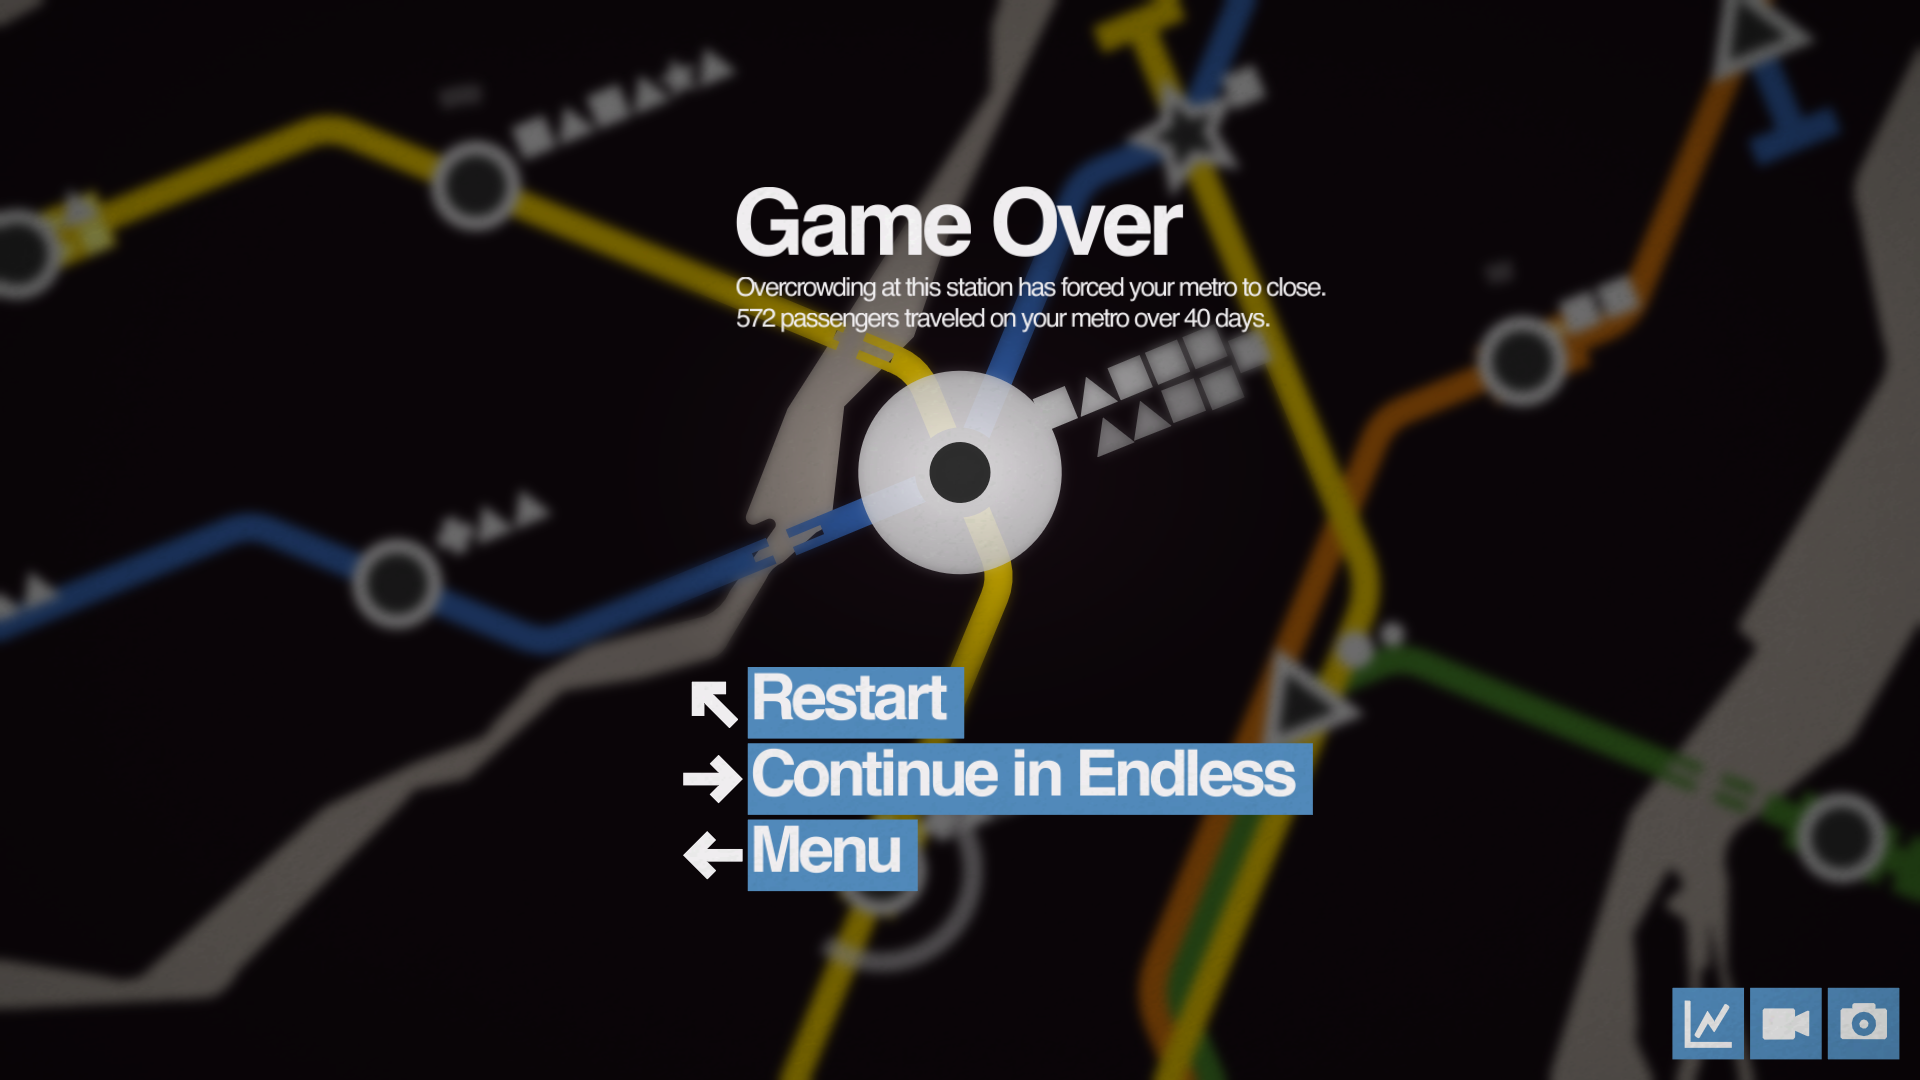 Game Over
Overcrowding at this station has forced your metro to close.
572 passengers traveled on your metro over 40 days.
Restart
Continue in Endless
Menu